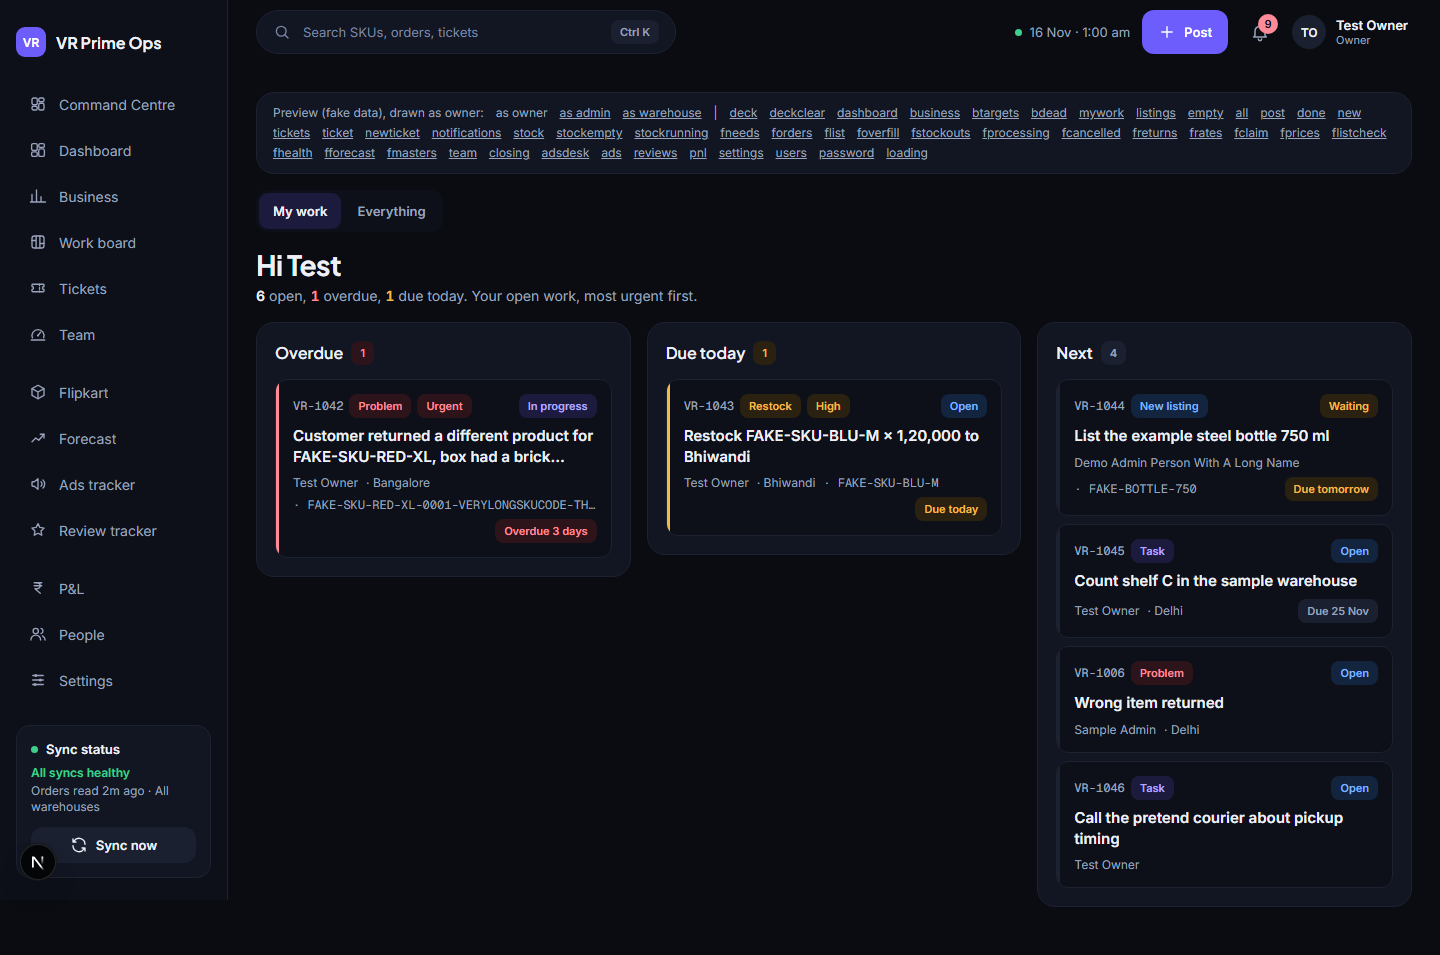 VR VR Prime Ops
Search SKUs, orders, tickets Ctrl K
16 Nov · 1:00 am
+ Post
9
TO Test Owner
Owner
Command Centre
Dashboard
Business
Work board
Tickets
Team
Flipkart
Forecast
Ads tracker
Review tracker
P&L
People
Settings
Sync status
All syncs healthy
Orders read 2m ago · All
warehouses
Sync now
N
Preview (fake data), drawn as owner: as owner as admin as warehouse | deck deckclear dashboard business btargets bdead mywork listings empty all post done new
tickets ticket newticket notifications stock stockempty stockrunning fneeds forders flist foverfill fstockouts fprocessing fcancelled freturns frates fclaim fprices flistcheck
fhealth fforecast fmasters team closing adsdesk ads reviews pnl settings users password loading
My work Everything
Hi Test
6 open, 1 overdue, 1 due today. Your open work, most urgent first.
Overdue 1
VR-1042 Problem Urgent In progress
Customer returned a different product for
FAKE-SKU-RED-XL, box had a brick…
Test Owner · Bangalore
· FAKE-SKU-RED-XL-0001-VERYLONGSKUCODE-TH…
Overdue 3 days
Due today 1
VR-1043 Restock High Open
Restock FAKE-SKU-BLU-M × 1,20,000 to
Bhiwandi
Test Owner · Bhiwandi · FAKE-SKU-BLU-M
Due today
Next 4
VR-1044 New listing Waiting
List the example steel bottle 750 ml
Demo Admin Person With A Long Name
· FAKE-BOTTLE-750 Due tomorrow
VR-1045 Task Open
Count shelf C in the sample warehouse
Test Owner · Delhi Due 25 Nov
VR-1006 Problem Open
Wrong item returned
Sample Admin · Delhi
VR-1046 Task Open
Call the pretend courier about pickup
timing
Test Owner